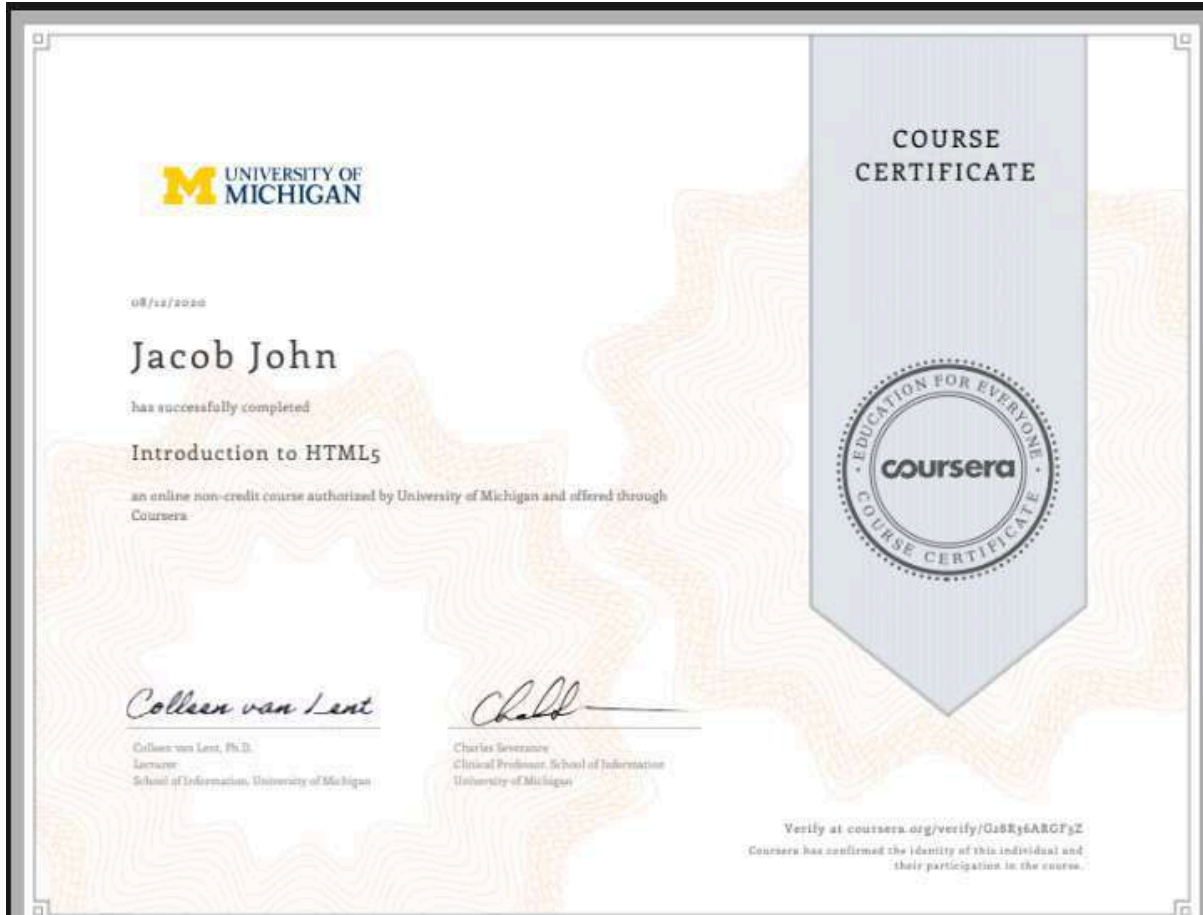 UNIVERSITY OF
MICHIGAN
COURSE
CERTIFICATE
08/12/2020
Jacob John
has successfully completed
Introduction to HTML5
an online non-credit course authorized by University of Michigan and offered through
Coursera
EDUCATION FOR EVERYONE
coursera
COURSE CERTIFICATE
Colleen van Lent
Colleen van Lent, Ph.D.
Lecturer
School of Information, University of Michigan
Charles Severance
Clinical Professor, School of Information
University of Michigan
Verify at
Coursera has confirmed the identity of this individual and
their participation in the course.